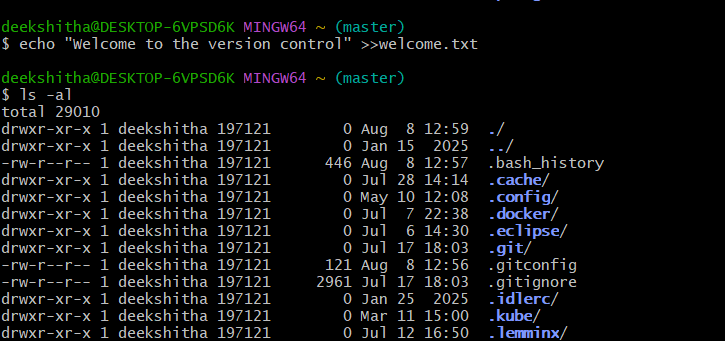 deekshitha@DESKTOP-6VPSD6K MINGW64 ~ (master)
$ echo "Welcome to the version control" >>welcome.txt
deekshitha@DESKTOP-6VPSD6K MINGW64 ~ (master)
$ ls -al
total 29010
drwxr-xr-x 1 deekshitha 197121 0 Aug 8 12:59 ./
drwxr-xr-x 1 deekshitha 197121 0 Jan 15 2025 ../
-rw-r--r-- 1 deekshitha 197121 446 Aug 8 12:57 .bash_history
drwxr-xr-x 1 deekshitha 197121 0 Jul 28 14:14 .cache/
drwxr-xr-x 1 deekshitha 197121 0 May 10 12:08 .config/
drwxr-xr-x 1 deekshitha 197121 0 Jul 7 22:38 .docker/
drwxr-xr-x 1 deekshitha 197121 0 Jul 6 14:30 .eclipse/
drwxr-xr-x 1 deekshitha 197121 0 Jul 17 18:03 .git/
-rw-r--r-- 1 deekshitha 197121 121 Aug 8 12:56 .gitconfig
-rw-r--r-- 1 deekshitha 197121 2961 Jul 17 18:03 .gitignore
drwxr-xr-x 1 deekshitha 197121 0 Jan 25 2025 .idlerc/
drwxr-xr-x 1 deekshitha 197121 0 Mar 11 15:00 .kube/
drwxr-xr-x 1 deekshitha 197121 0 Jul 12 16:50 .lemminx/